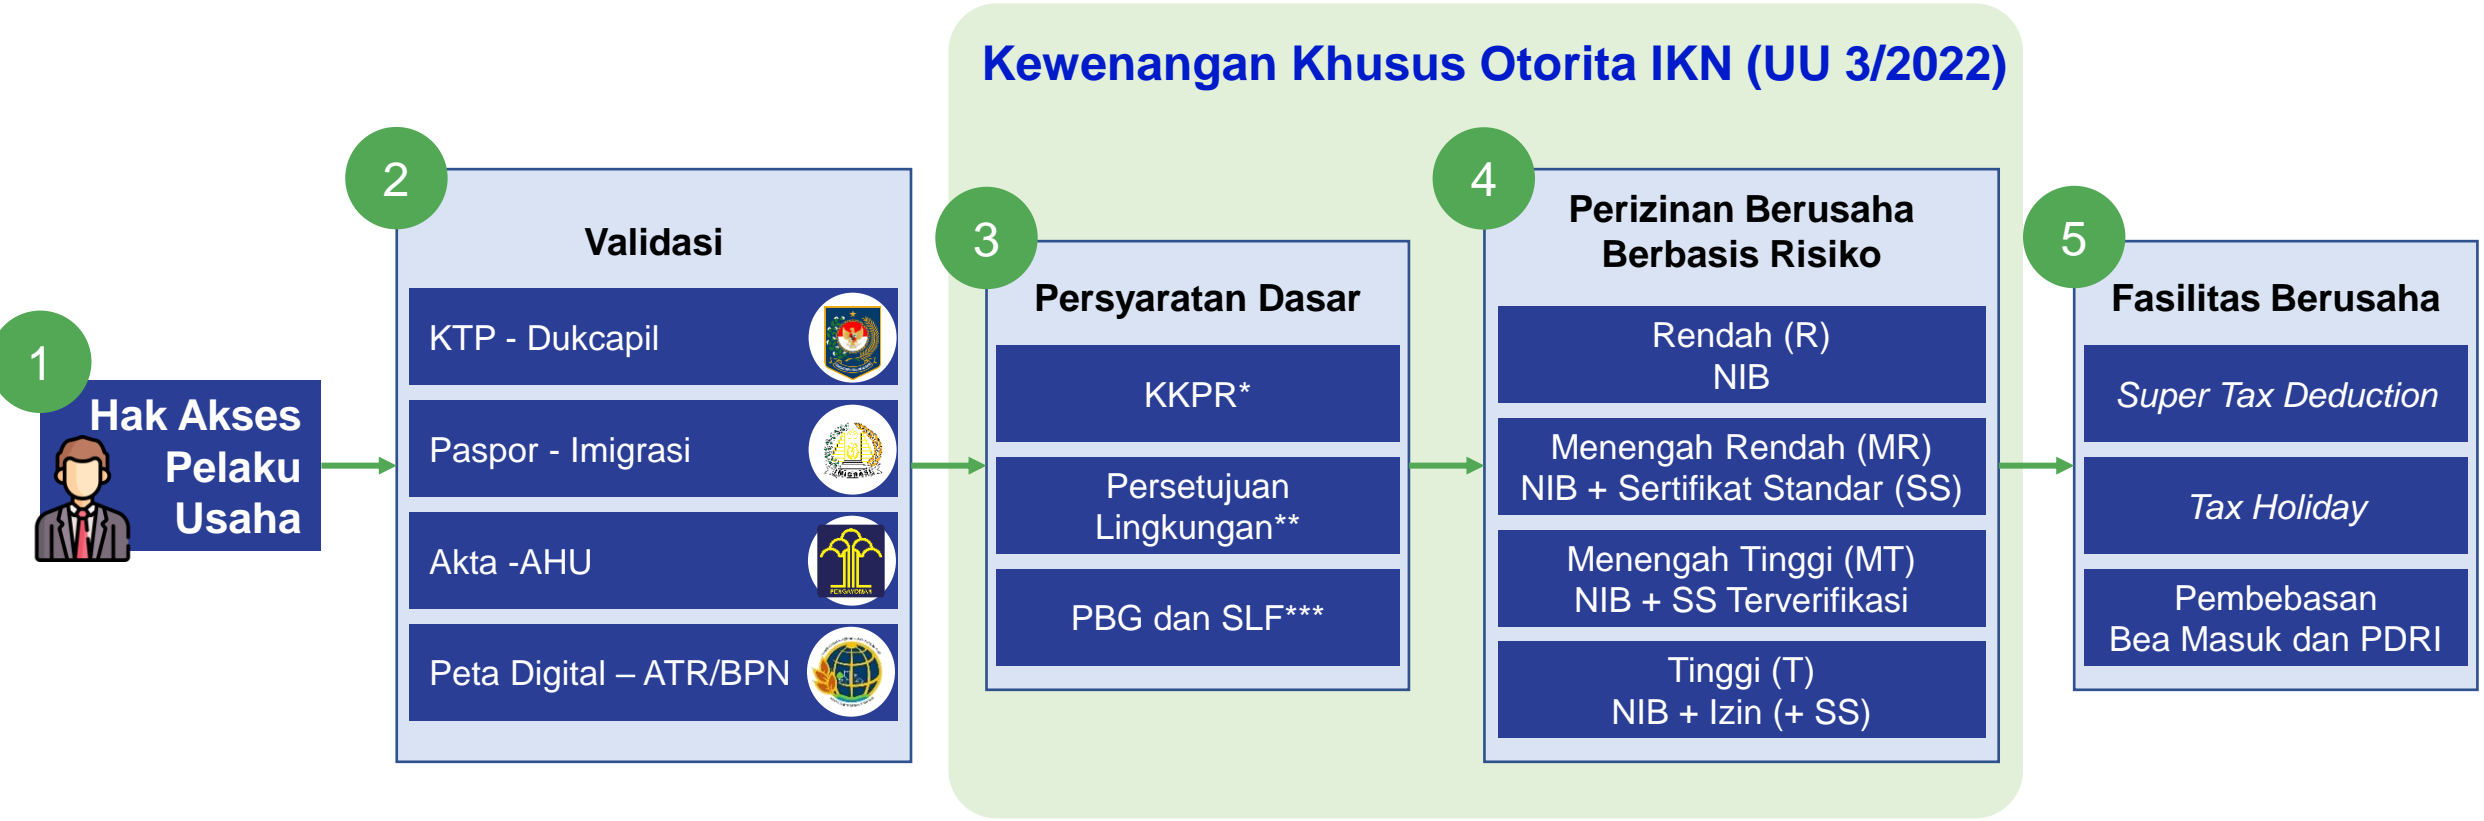 Kewenangan Khusus Otorita IKN (UU 3/2022)
1
Hak Akses
Pelaku
Usaha
2
Validasi
KTP - Dukcapil
Paspor - Imigrasi
IMIGRASI
Akta -AHU
PENGAYOMAN
Peta Digital – ATR/BPN
3
Persyaratan Dasar
KKPR*
Persetujuan
Lingkungan**
PBG dan SLF***
4
Perizinan Berusaha
Berbasis Risiko
Rendah (R)
NIB
Menengah Rendah (MR)
NIB + Sertifikat Standar (SS)
Menengah Tinggi (MT)
NIB + SS Terverifikasi
Tinggi (T)
NIB + Izin (+ SS)
5
Fasilitas Berusaha
Super Tax Deduction
Tax Holiday
Pembebasan
Bea Masuk dan PDRI